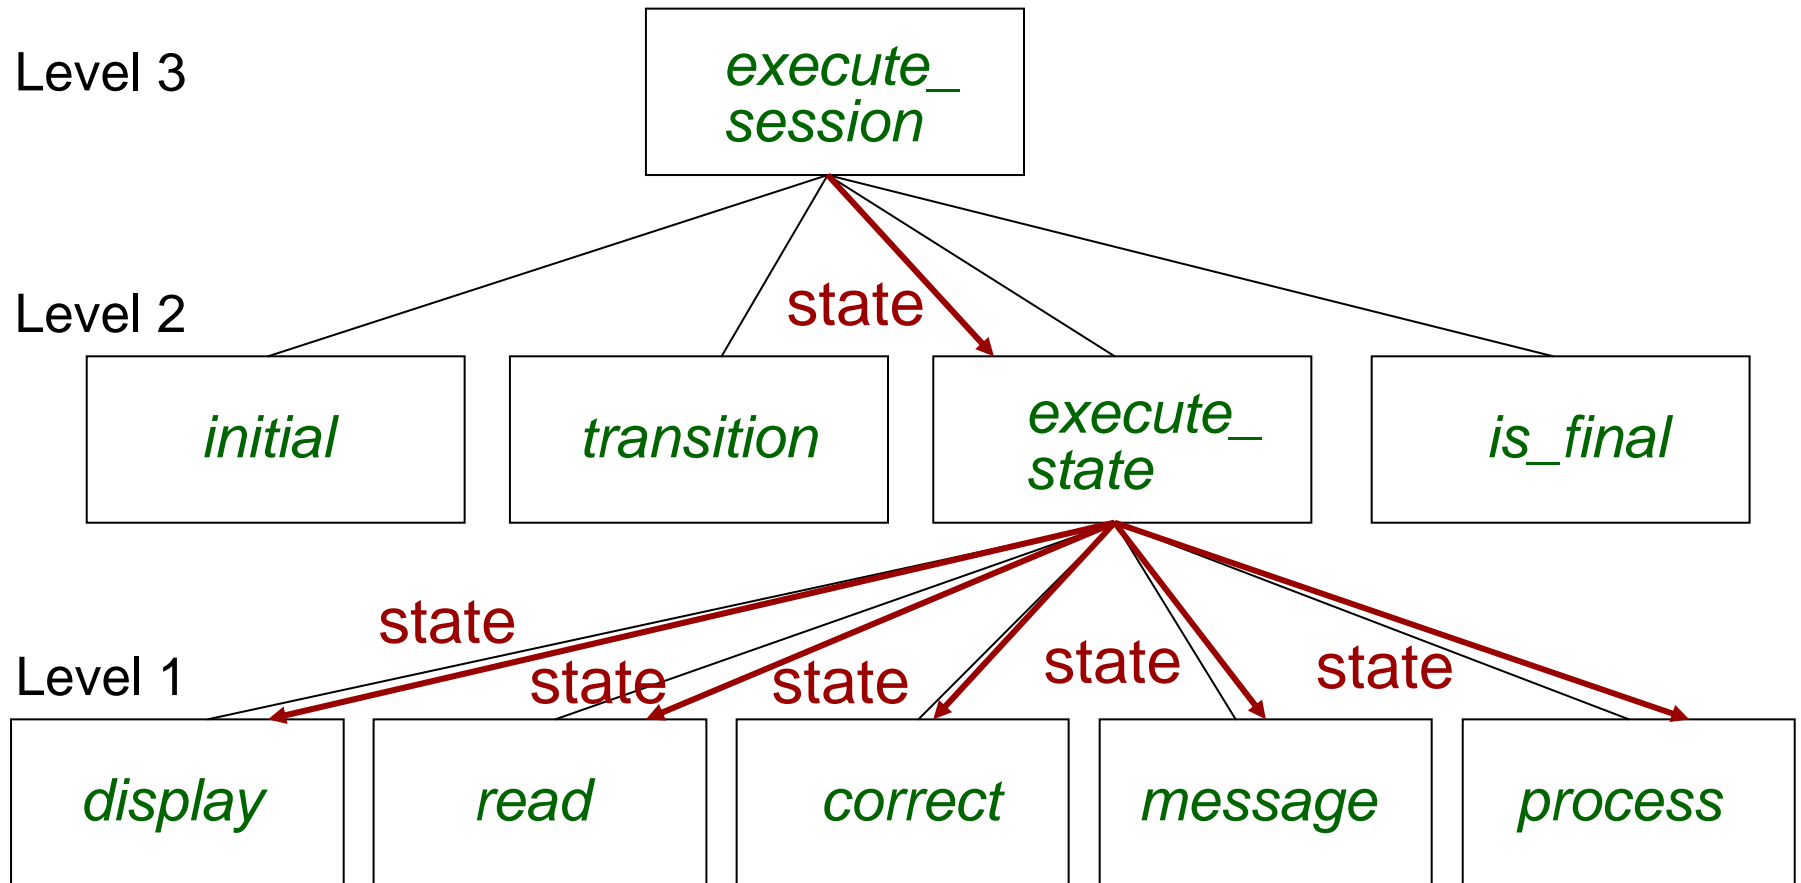 Level 3
execute_
session
Level 2
state
initial
transition
execute_
state
is_final
state
Level 1
state
state
state
state
display
read
correct
message
process